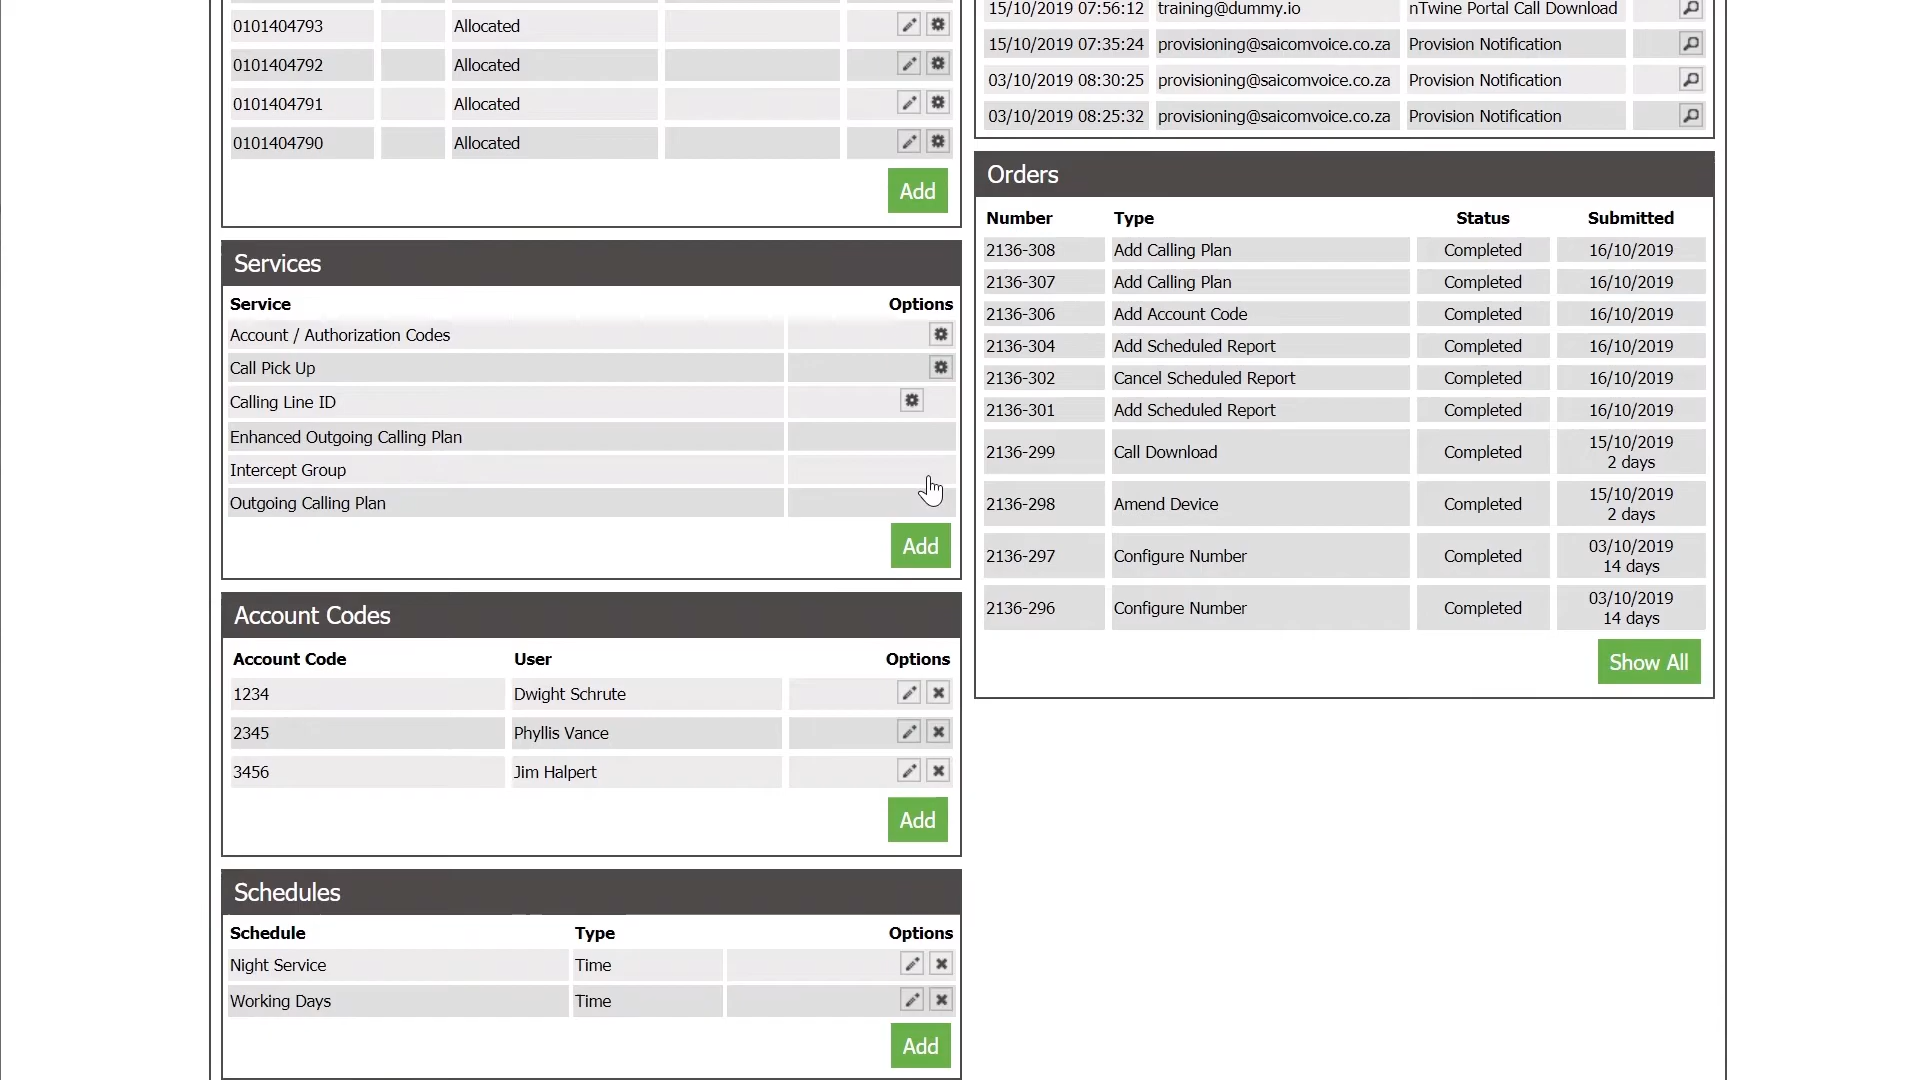 0101404793 Allocated
0101404792 Allocated
0101404791 Allocated
0101404790 Allocated
Add
Services
Service Options
Account / Authorization Codes
Call Pick Up
Calling Line ID
Enhanced Outgoing Calling Plan
Intercept Group
Outgoing Calling Plan
Add
Account Codes
Account Code User Options
1234 Dwight Schrute
2345 Phyllis Vance
3456 Jim Halpert
Add
Schedules
Schedule Type Options
Night Service Time
Working Days Time
Add
15/10/2019 07:56:12 training@dummy.io nTwine Portal Call Download
15/10/2019 07:35:24 provisioning@saicomvoice.co.za Provision Notification
03/10/2019 08:30:25 provisioning@saicomvoice.co.za Provision Notification
03/10/2019 08:25:32 provisioning@saicomvoice.co.za Provision Notification
Orders
Number Type Status Submitted
2136-308 Add Calling Plan Completed 16/10/2019
2136-307 Add Calling Plan Completed 16/10/2019
2136-306 Add Account Code Completed 16/10/2019
2136-304 Add Scheduled Report Completed 16/10/2019
2136-302 Cancel Scheduled Report Completed 16/10/2019
2136-301 Add Scheduled Report Completed 16/10/2019
2136-299 Call Download Completed 15/10/2019
2 days
2136-298 Amend Device Completed 15/10/2019
2 days
2136-297 Configure Number Completed 03/10/2019
14 days
2136-296 Configure Number Completed 03/10/2019
14 days
Show All